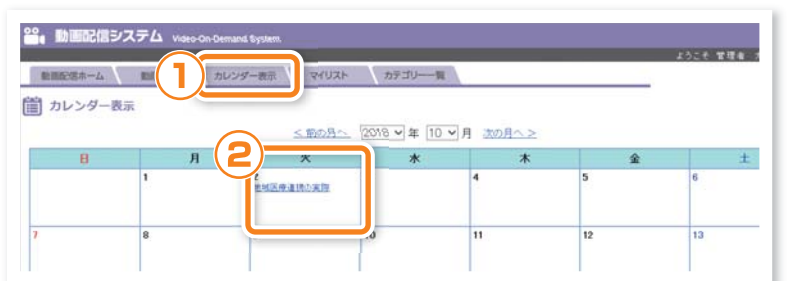 動画配信システム Video-On-Demand System.
ようこそ 管理者
動画配信ホーム カレンダー表示 マイリスト カテゴリー一覧
①
カレンダー表示
<前の月へ 2018 年 10 月 次の月へ>
②
日 月 火 水 木 金 土
1 2 4 5 6
地域医療連携の実際
7 8 10 11 12 13